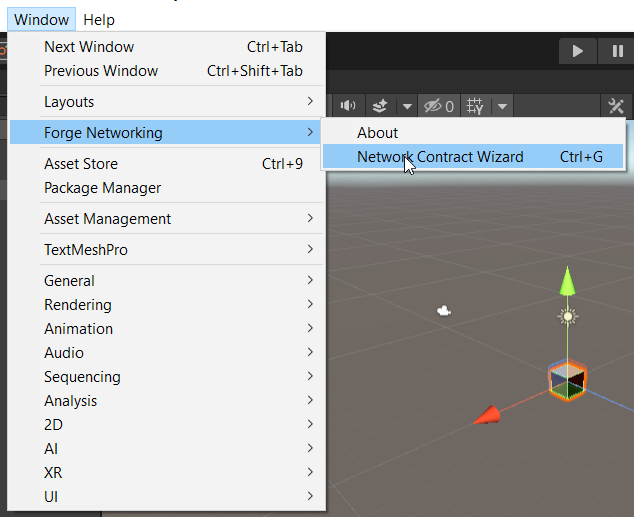 Window Help
Next Window Ctrl+Tab
Previous Window Ctrl+Shift+Tab
Layouts
0
Forge Networking
About
Network Contract Wizard Ctrl+G
Asset Store Ctrl+9
Package Manager
Asset Management
TextMeshPro
General
Rendering
Animation
Audio
Sequencing
Analysis
2D
AI
XR
UI